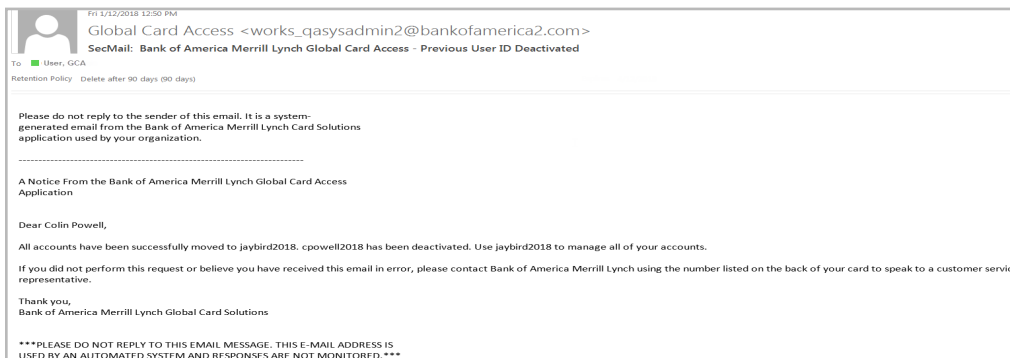 Fri 1/12/2018 12:50 PM
Global Card Access <works_qasysadmin2@bankofamerica2.com>
SecMail: Bank of America Merrill Lynch Global Card Access - Previous User ID Deactivated
To User, GCA
Retention Policy Delete after 90 days (90 days)
Please do not reply to the sender of this email. It is a system-
generated email from the Bank of America Merrill Lynch Card Solutions
application used by your organization.
------------------------------------------------------------------------
A Notice From the Bank of America Merrill Lynch Global Card Access
Application
Dear Colin Powell,
All accounts have been successfully moved to jaybird2018. cpowell2018 has been deactivated. Use jaybird2018 to manage all of your accounts.
If you did not perform this request or believe you have received this email in error, please contact Bank of America Merrill Lynch using the number listed on the back of your card to speak to a customer servic
representative.
Thank you,
Bank of America Merrill Lynch Global Card Solutions
***PLEASE DO NOT REPLY TO THIS EMAIL MESSAGE. THIS E-MAIL ADDRESS IS
USED BY AN AUTOMATED SYSTEM AND RESPONSES ARE NOT MONITORED.***